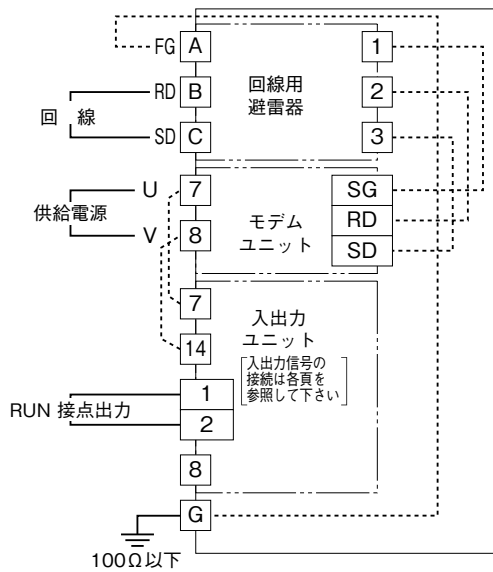 FG A 1
RD B 回線用 2
回線 避雷器
SD C 3
U 7 SG
供給電源 モデム RD
V 8 ユニット SD
7 入出力
14 ユニット
[入出力信号の
接続は各頁を
参照して下さい]
1
RUN 接点出力
2
8
G
100Ω以下